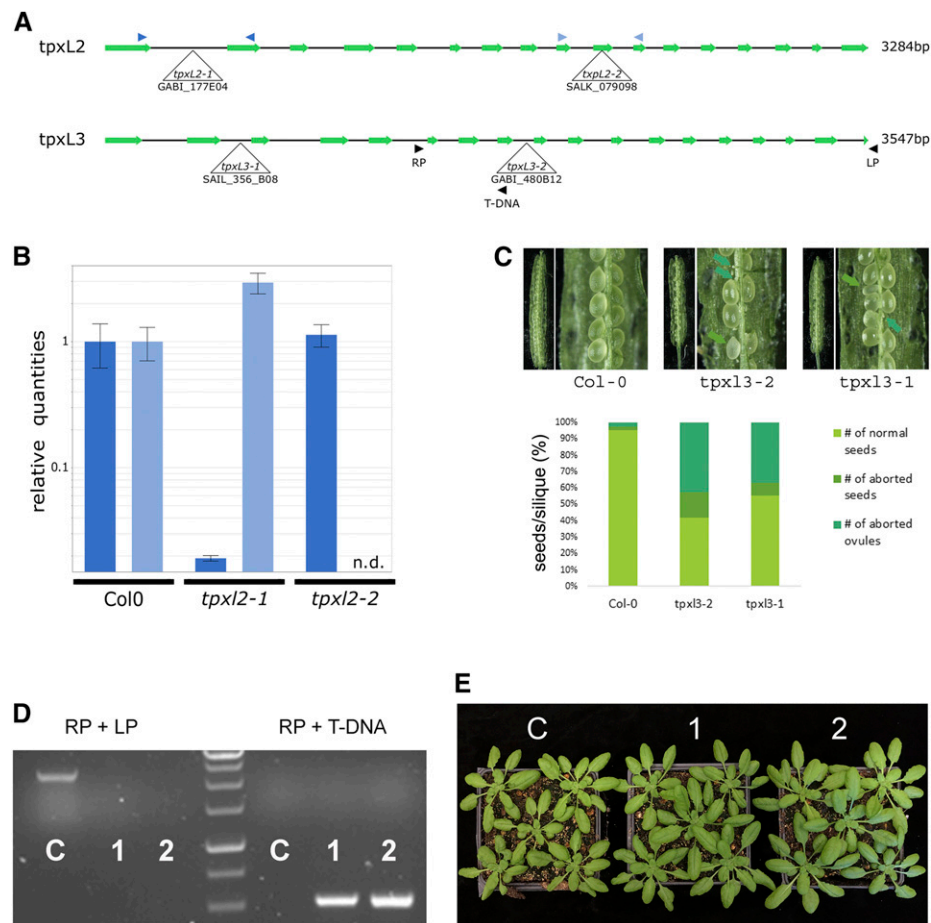 A
tpxL2
3284bp
tpxL2-1
GABI_177E04
txpL2-2
SALK_079098
tpxL3
3547bp
RP
LP
tpxL3-1
SAIL_356_B08
tpxL3-2
GABI_480B12
T-DNA
B
relative quantities
1
0.1
n.d.
Col0
tpxl2-1
tpxl2-2
C
Col-0
tpxl3-2
tpxl3-1
seeds/silique (%)
100%
90%
80%
70%
60%
50%
40%
30%
20%
10%
0%
Col-0
tpxl3-2
tpxl3-1
# of normal
seeds
# of aborted
seeds
# of aborted
ovules
D
RP + LP
RP + T-DNA
C 1 2
C 1 2
E
C 1 2